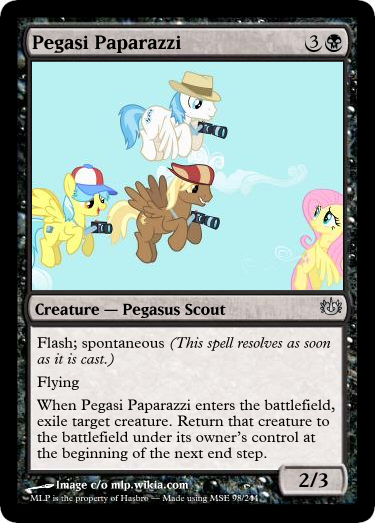 Pegasi Paparazzi 3
Creature — Pegasus Scout
Flash; spontaneous (This spell resolves as soon
as it is cast.)
Flying
When Pegasi Paparazzi enters the battlefield,
exile target creature. Return that creature to
the battlefield under its owner's control at
the beginning of the next end step.
Image c/o mlp.wikia.com
MLP is the property of Hasbro — Made using MSE 98/244
2/3